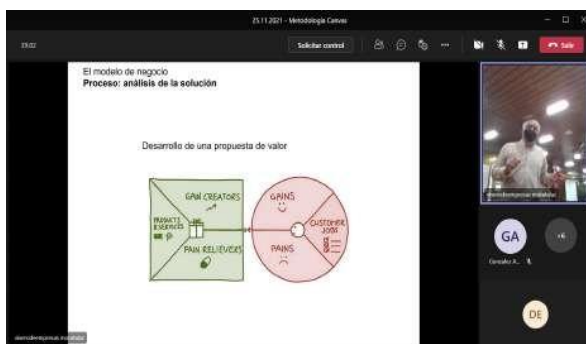 25.11.2021 - Metodología Canvas
Solicitar control
Salir
El modelo de negocio
Proceso: análisis de la solución
Desarrollo de una propuesta de valor
GAIN CREATORS
GAINS
PRODUCTS
& SERVICES
CUSTOMER
JOBS
PAIN RELIEVERS
PAINS
GA
+6
DE